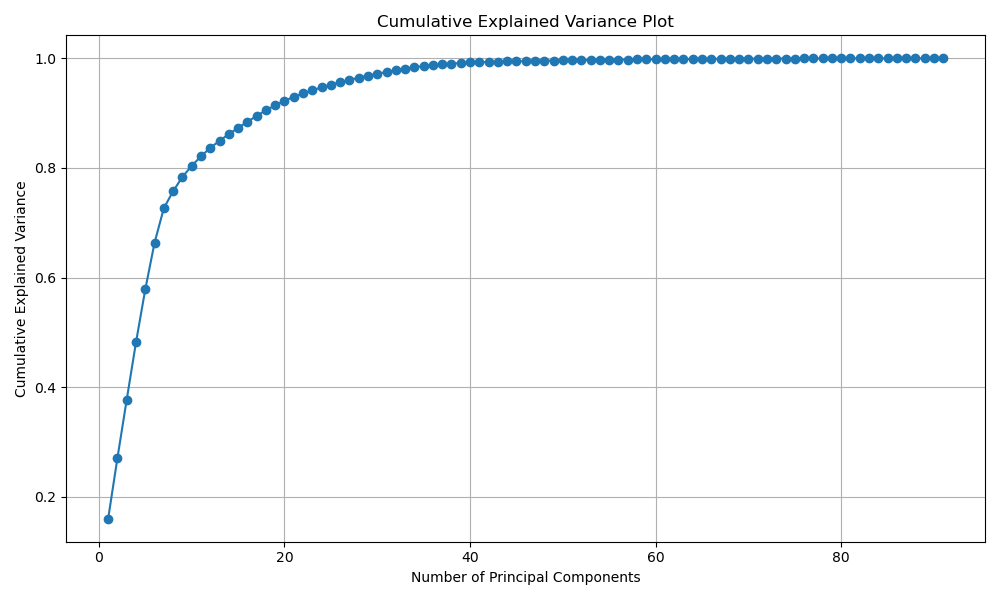 Cumulative Explained Variance Plot
1.0
0.8
0.6
0.4
0.2
Cumulative Explained Variance
0 20 40 60 80
Number of Principal Components